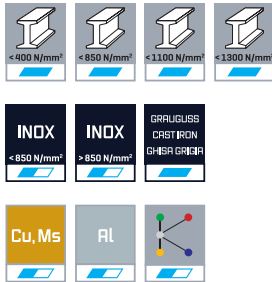 <400 N/mm² <850 N/mm² <1100 N/mm² <1300 N/mm²
INOX INOX GRAUGUSS
CAST IRON
GHISA GRIGIA
<850 N/mm² >850 N/mm²
Cu, Ms Al